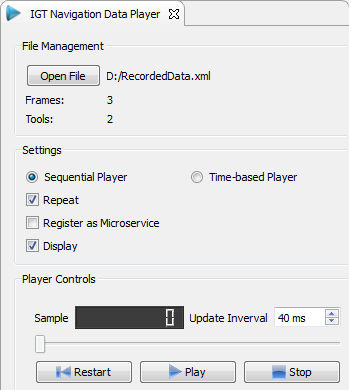 IGT Navigation Data Player
File Management
Open File D:/RecordedData.xml
Frames: 3
Tools: 2
Settings
Sequential Player Time-based Player
Repeat
Register as Microservice
Display
Player Controls
Sample 0 Update Inverval 40 ms
Restart Play Stop